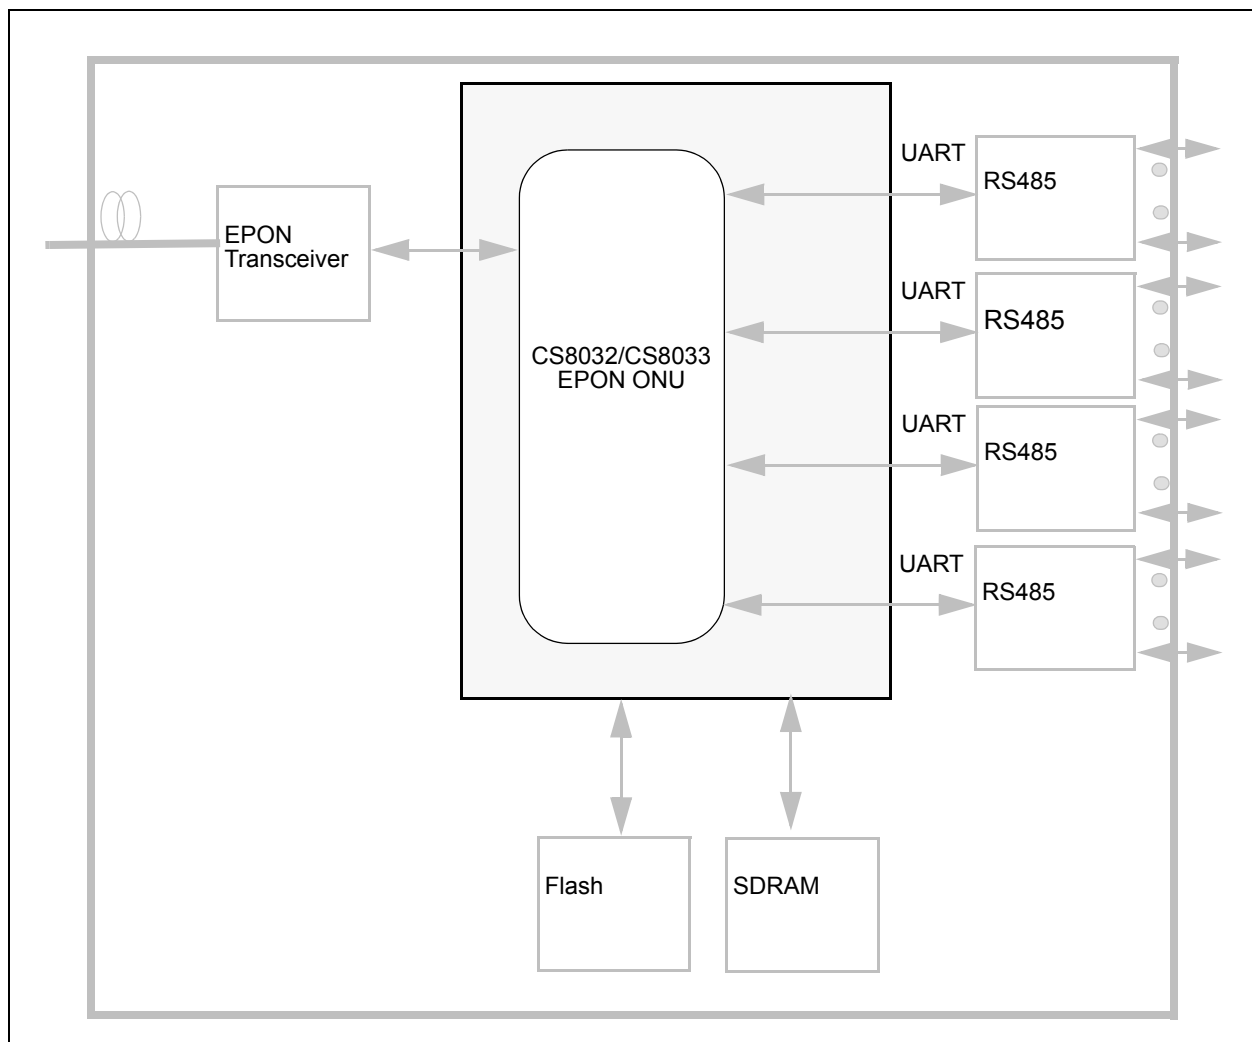 UART
RS485
EPON
Transceiver
UART
RS485
CS8032/CS8033
EPON ONU
UART
RS485
UART
RS485
Flash
SDRAM